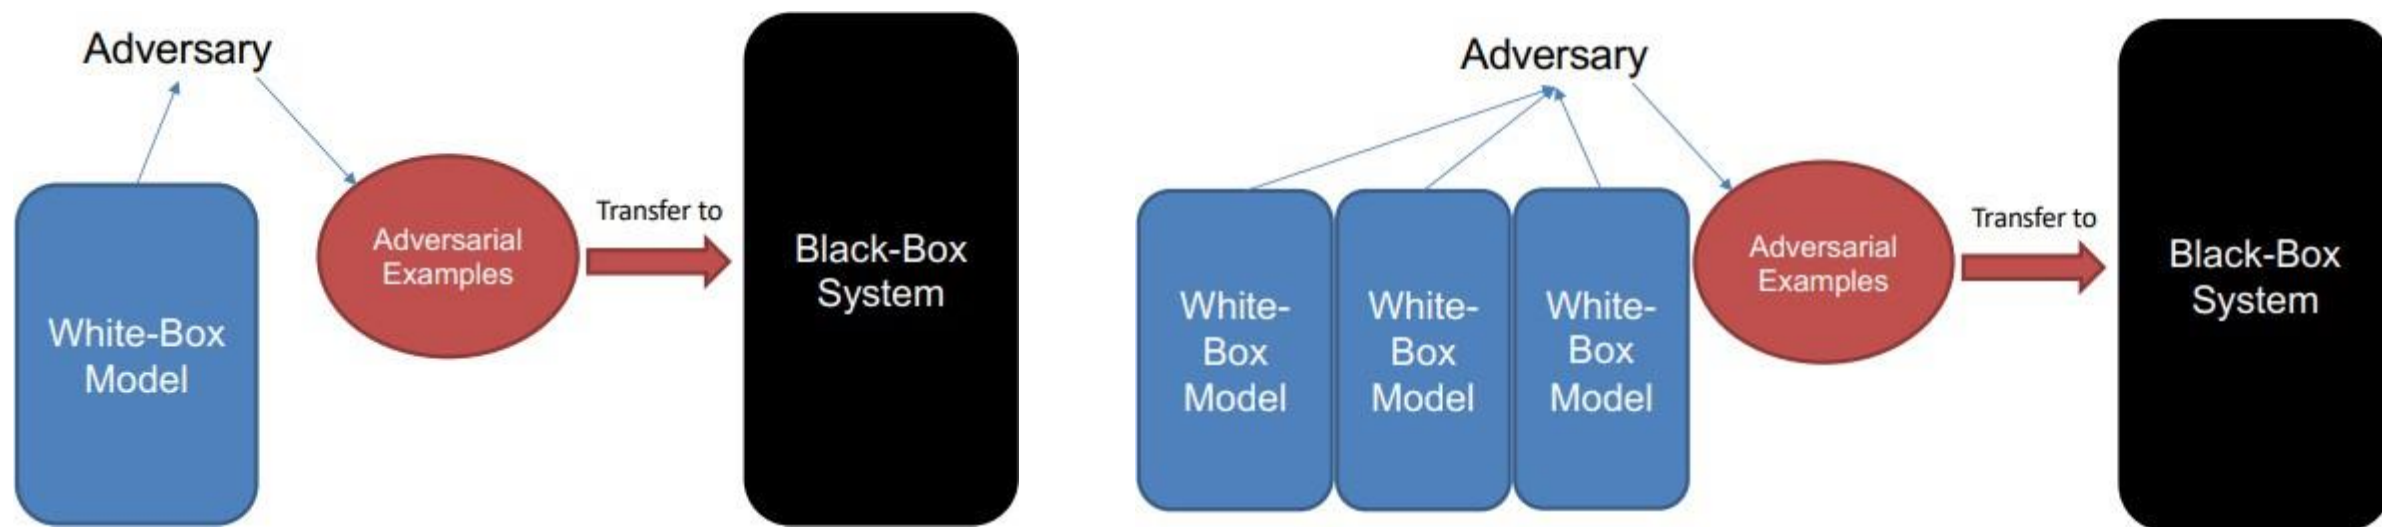 Adversary
White-Box
Model
Adversarial
Examples
Transfer to
Black-Box
System
Adversary
White-
Box
Model
White-
Box
Model
White-
Box
Model
Adversarial
Examples
Transfer to
Black-Box
System